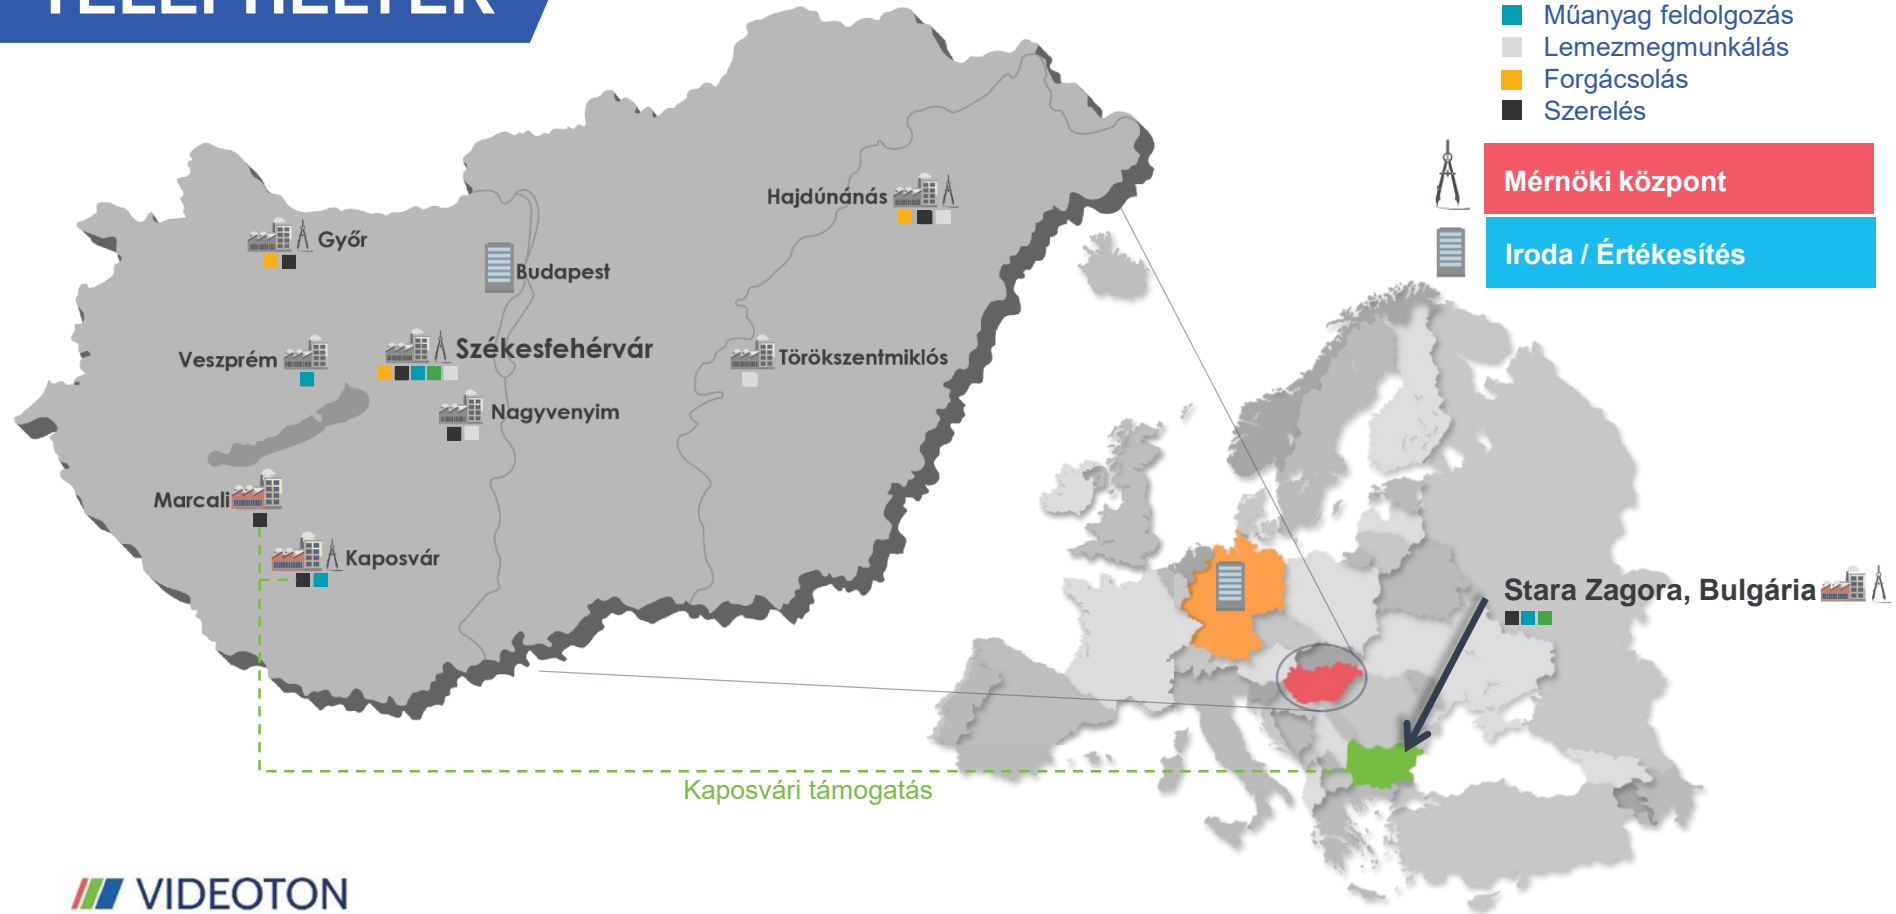 TELEPHELYEK
Műanyag feldolgozás
Lemezmegmunkálás
Forgácsolás
Szerelés
Mérnöki központ
Iroda / Értékesítés
Hajdúnánás
Győr
Budapest
Székesfehérvár
Veszprém
Törökszentmiklós
Nagyvenyim
Marcali
Kaposvár
Stara Zagora, Bulgária
Kaposvári támogatás
VIDEOTON